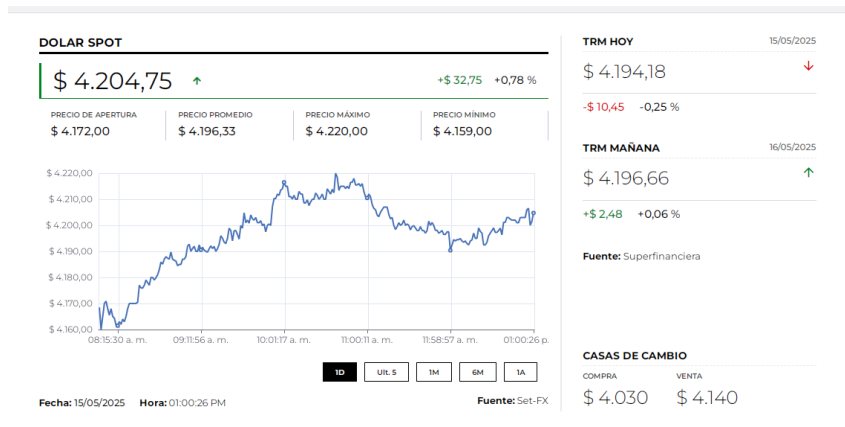 DOLAR SPOT
$ 4.204,75 ↑ +$ 32,75 +0,78 %
PRECIO DE APERTURA PRECIO PROMEDIO PRECIO MÁXIMO PRECIO MÍNIMO
$ 4.172,00 $ 4.196,33 $ 4.220,00 $ 4.159,00
$ 4.220,00
$ 4.210,00
$ 4.200,00
$ 4.190,00
$ 4.180,00
$ 4.170,00
$ 4.160,00
08:15:30 a. m. 09:11:56 a. m. 10:01:17 a. m. 11:00:11 a. m. 11:58:57 a. m. 01:00:26 p.
1D Ult. 5 1M 6M 1A
Fecha: 15/05/2025 Hora: 01:00:26 PM Fuente: Set-FX
TRM HOY 15/05/2025
$ 4.194,18 ↓
-$ 10,45 -0,25 %
TRM MAÑANA 16/05/2025
$ 4.196,66 ↑
+$ 2,48 +0,06 %
Fuente: Superfinanciera
CASAS DE CAMBIO
COMPRA VENTA
$ 4.030 $ 4.140